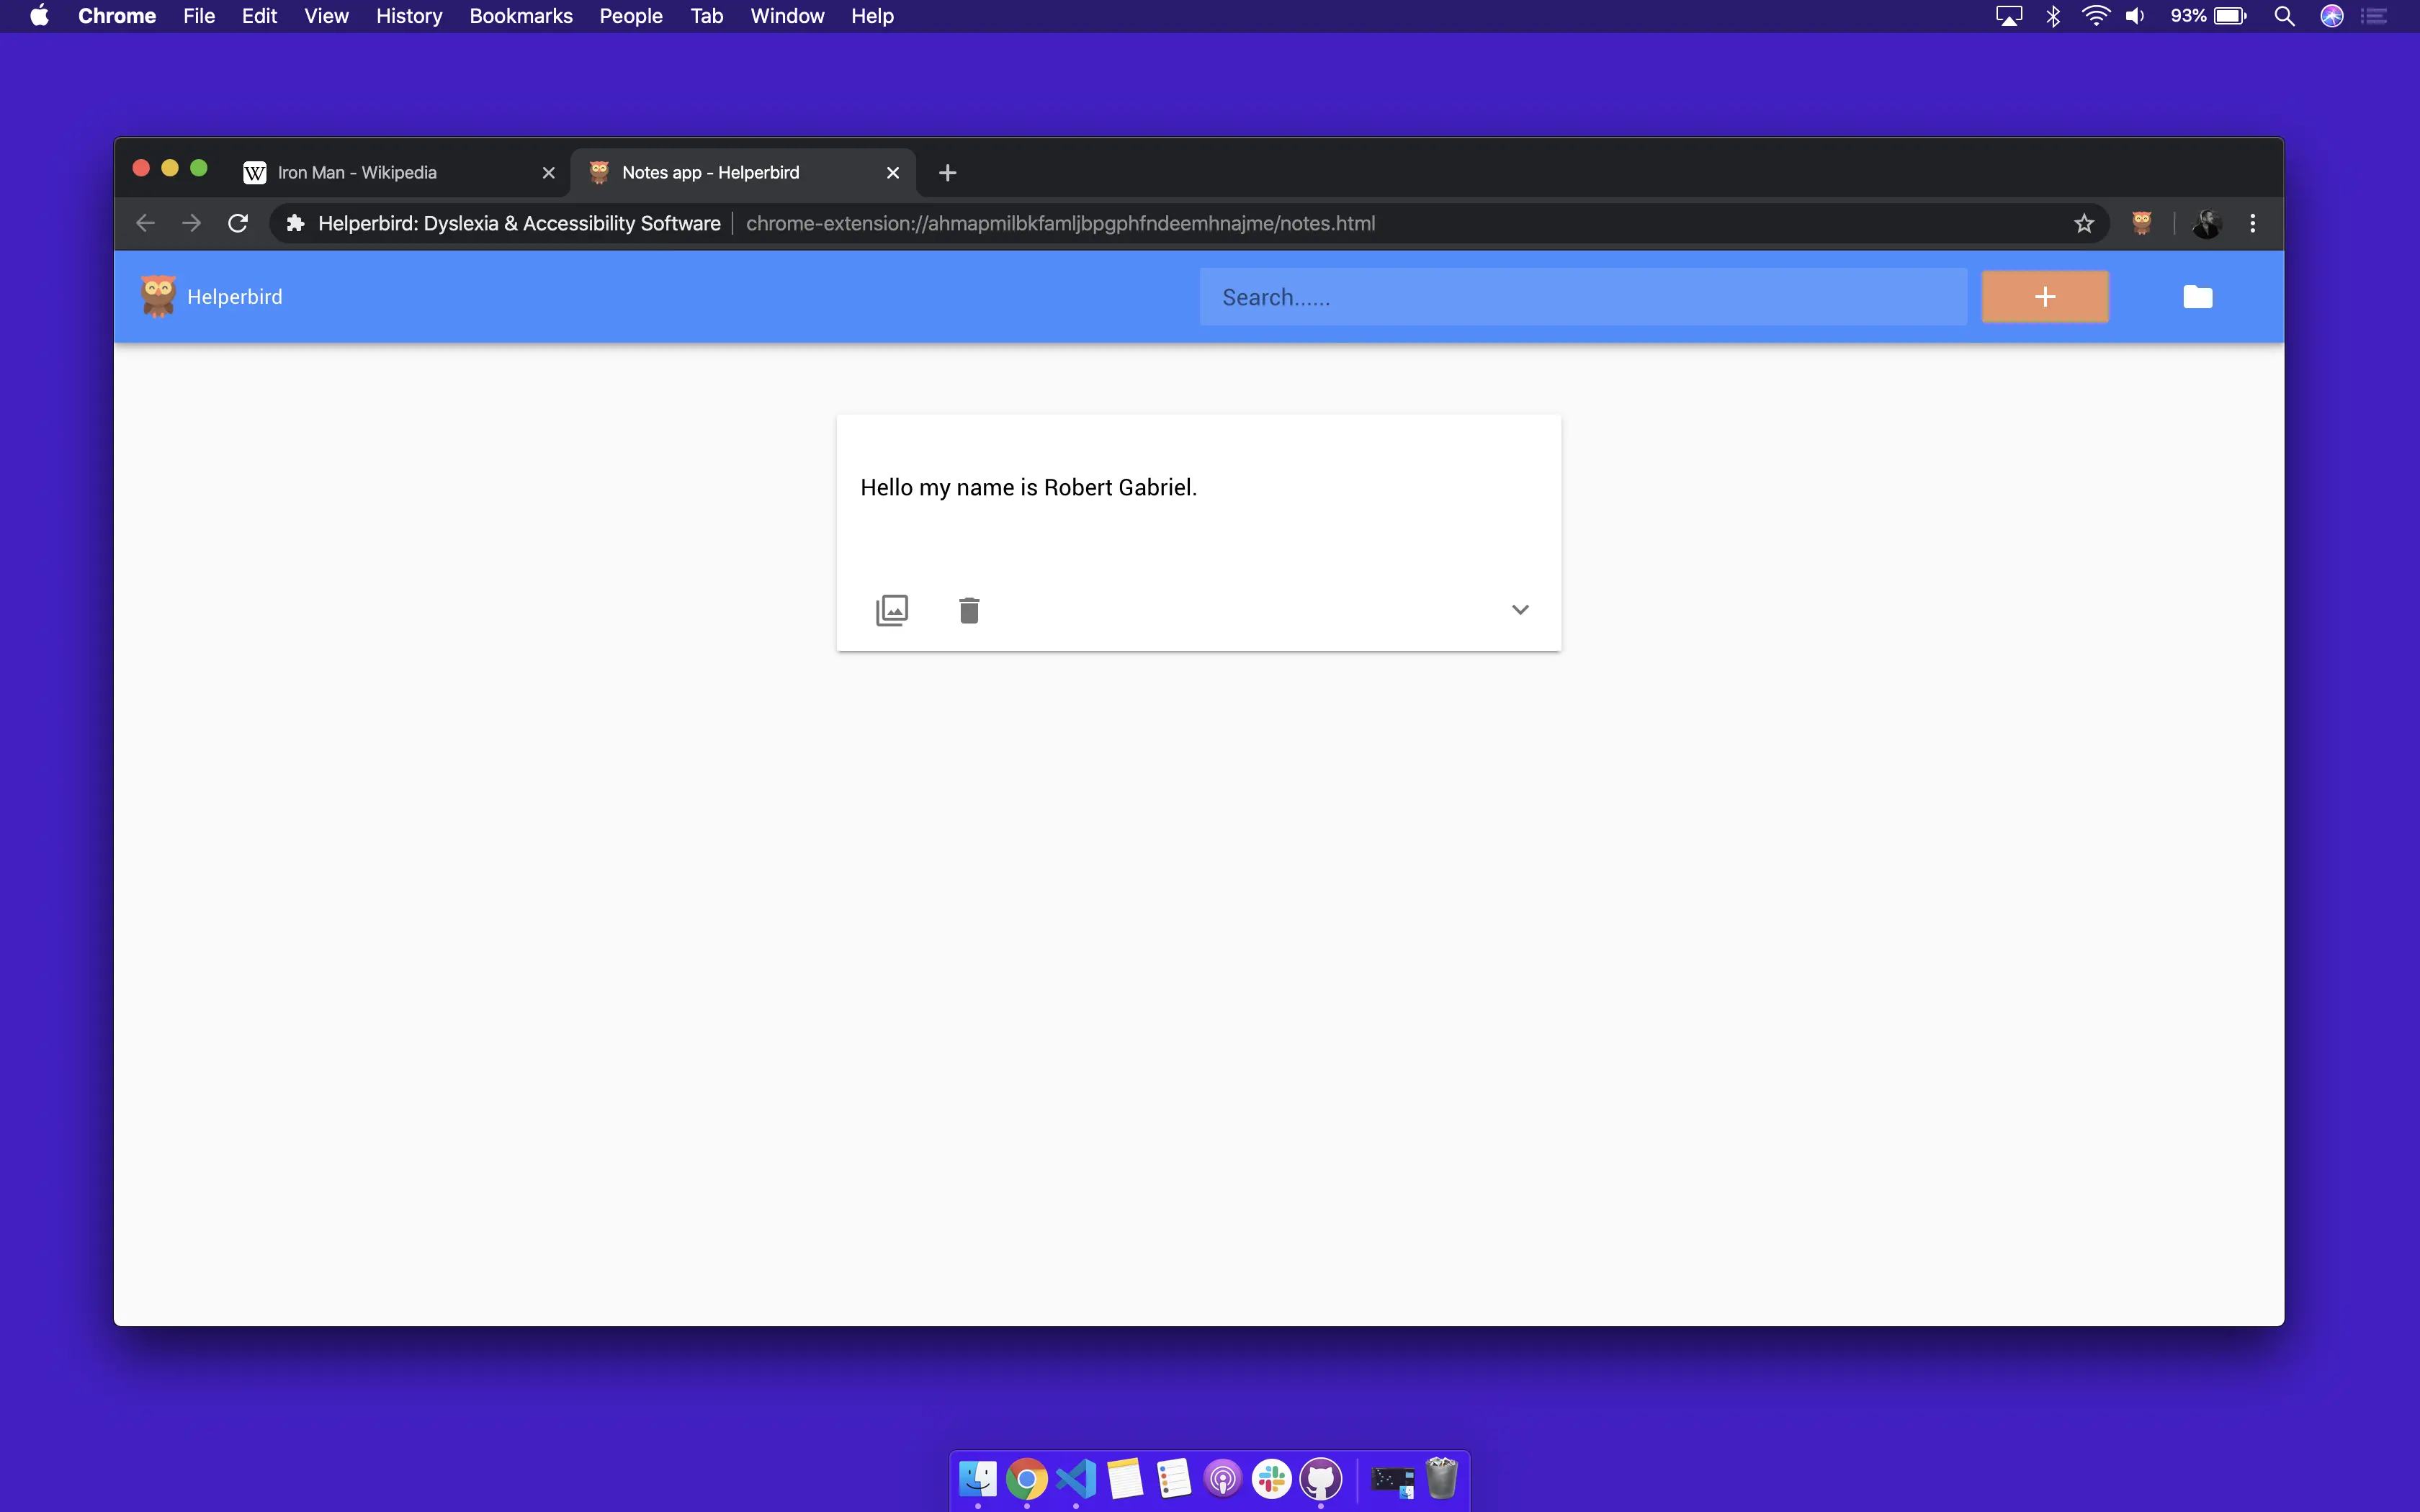 Chrome File Edit View History Bookmarks People Tab Window Help 93%
Iron Man - Wikipedia Notes app - Helperbird
Helperbird: Dyslexia & Accessibility Software chrome-extension://ahmapmilbkfamljbpgphfndeemhnajme/notes.html
Helperbird Search......
Hello my name is Robert Gabriel.